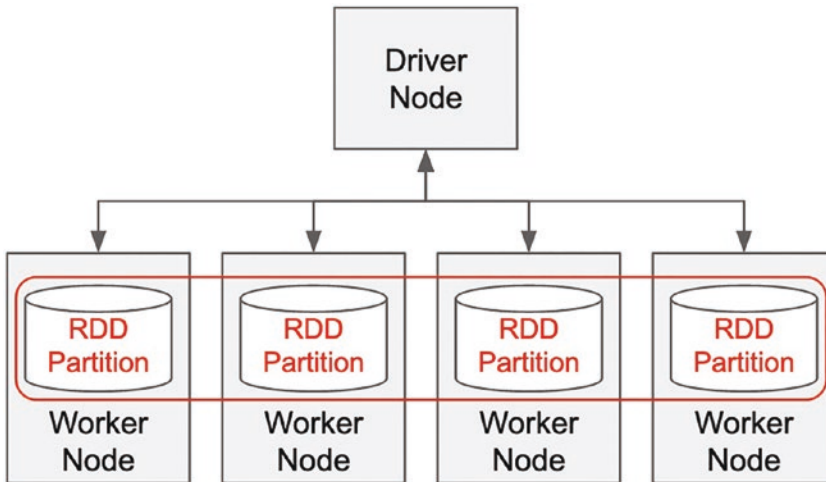 Driver
Node
RDD
Partition
Worker
Node
RDD
Partition
Worker
Node
RDD
Partition
Worker
Node
RDD
Partition
Worker
Node